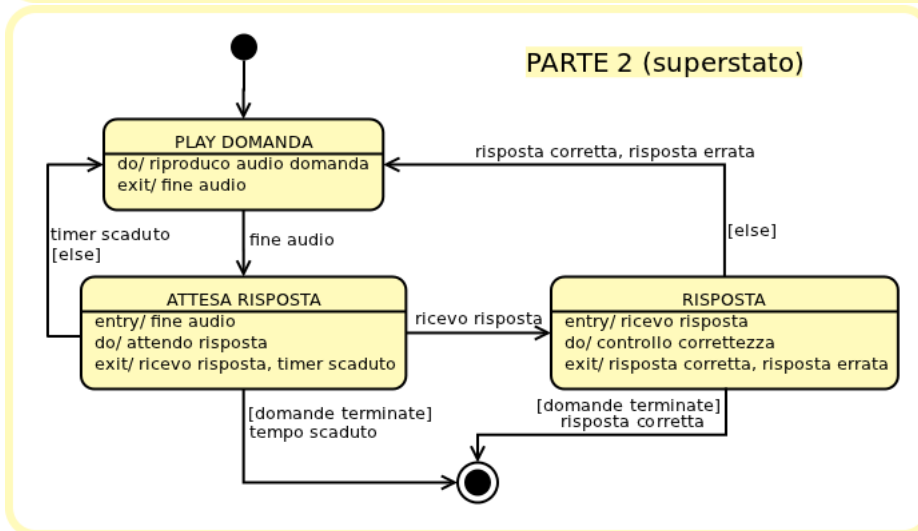 PARTE 2 (superstato)
PLAY DOMANDA
do/ riproduco audio domanda
exit/ fine audio
risposta corretta, risposta errata
timer scaduto
[else]
fine audio
[else]
ATTESA RISPOSTA
entry/ fine audio
do/ attendo risposta
exit/ ricevo risposta, timer scaduto
ricevo risposta
RISPOSTA
entry/ ricevo risposta
do/ controllo correttezza
exit/ risposta corretta, risposta errata
[domande terminate]
tempo scaduto
[domande terminate]
risposta corretta